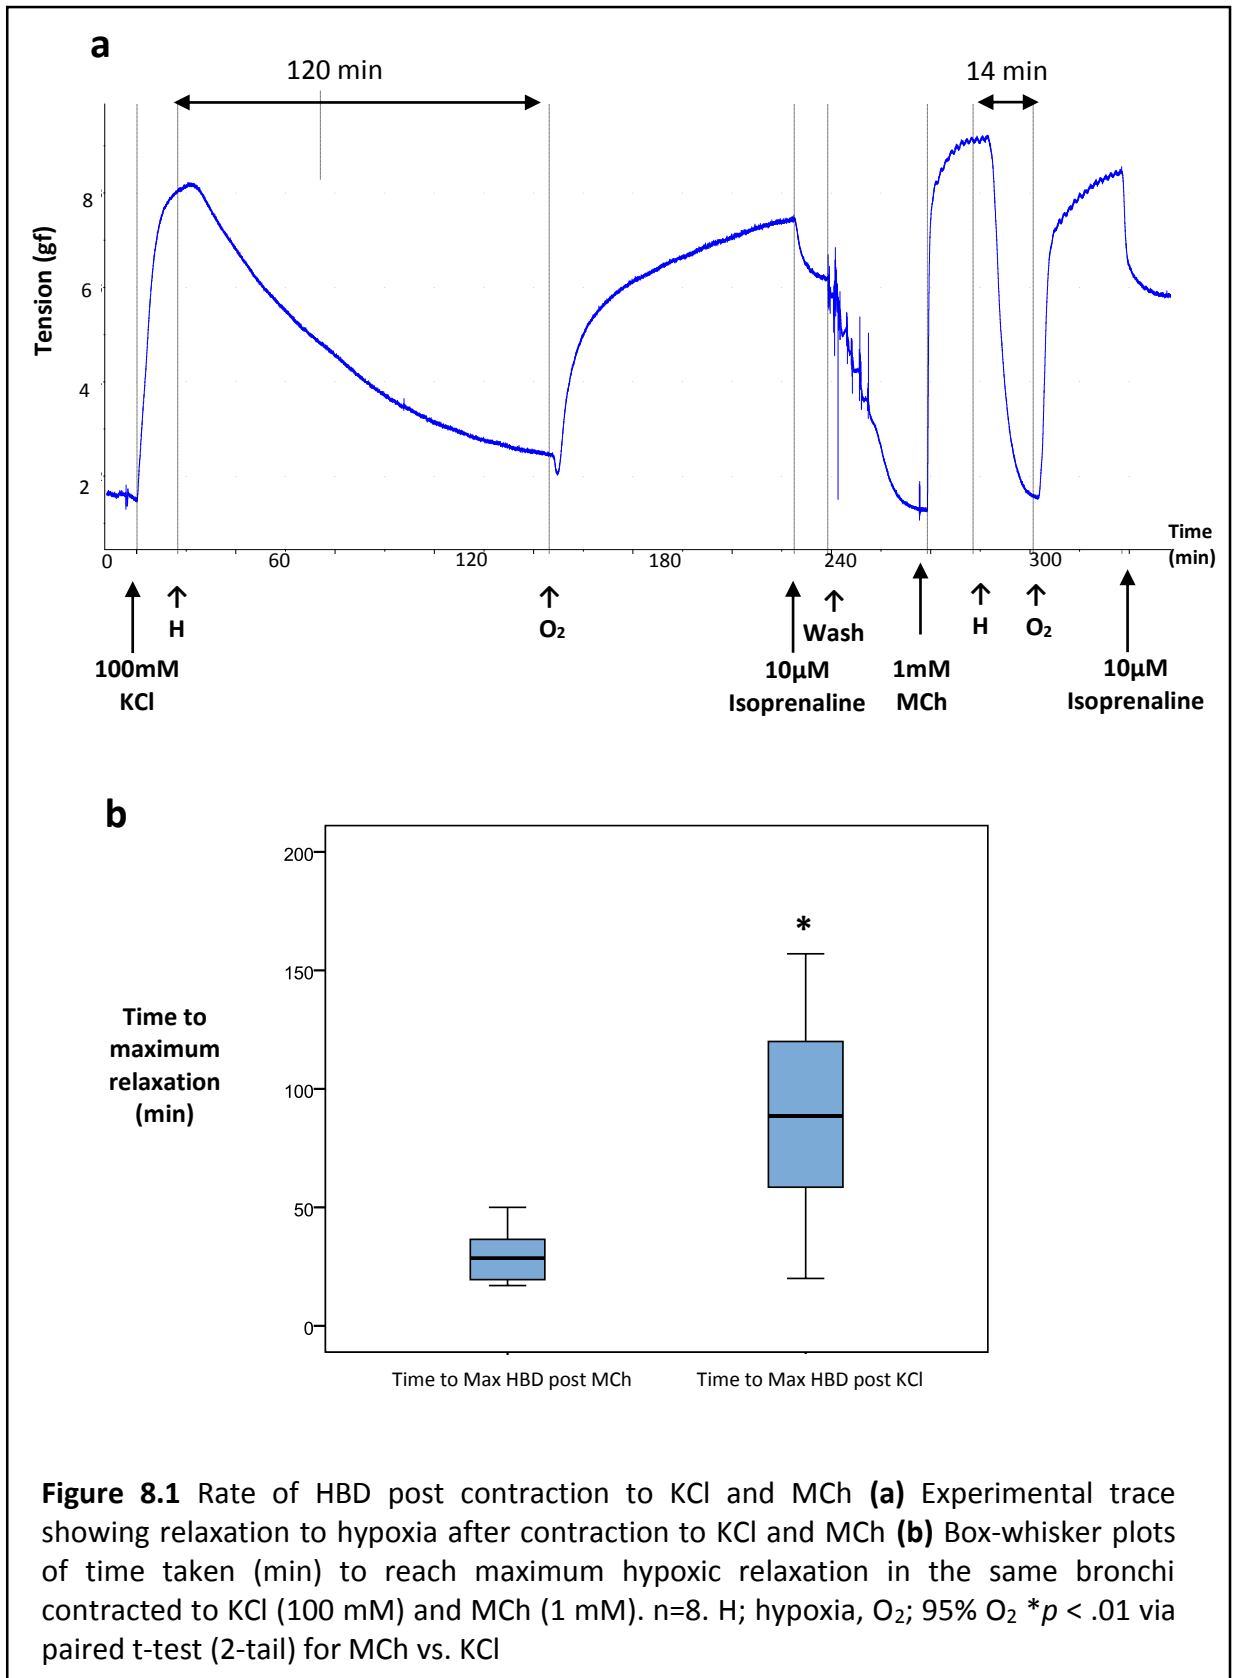 a
120 min
14 min
Tension (gf)
8
6
4
2
Time
(min)
0 60 120 180 240 300
H O₂ Wash H O₂
100mM
KCl
10µM
Isoprenaline
1mM
MCh
10µM
Isoprenaline
b
200
150
100
50
0
*
Time to
maximum
relaxation
(min)
Time to Max HBD post MCh Time to Max HBD post KCl
Figure 8.1 Rate of HBD post contraction to KCl and MCh (a) Experimental trace
showing relaxation to hypoxia after contraction to KCl and MCh (b) Box-whisker plots
of time taken (min) to reach maximum hypoxic relaxation in the same bronchi
contracted to KCl (100 mM) and MCh (1 mM). n=8. H; hypoxia, O₂; 95% O₂ *p < .01 via
paired t-test (2-tail) for MCh vs. KCl